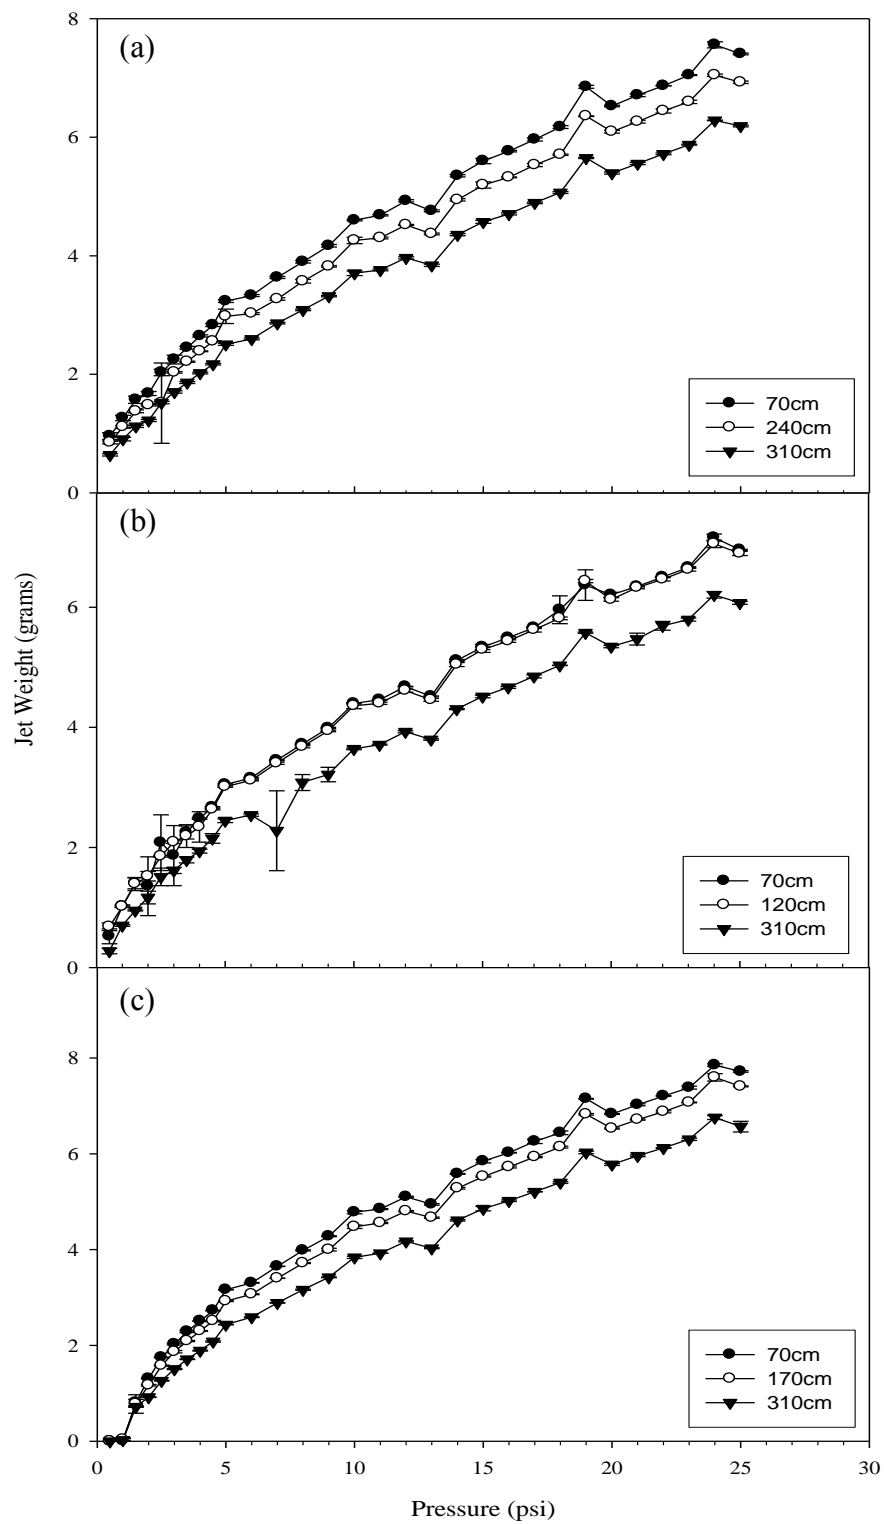 8
(a)
6
4
2
70cm
240cm
310cm
0
(b)
6
4
2
70cm
120cm
310cm
0
Jet Weight (grams)
(c)
8
6
4
2
70cm
170cm
310cm
0
0 5 10 15 20 25 30
Pressure (psi)